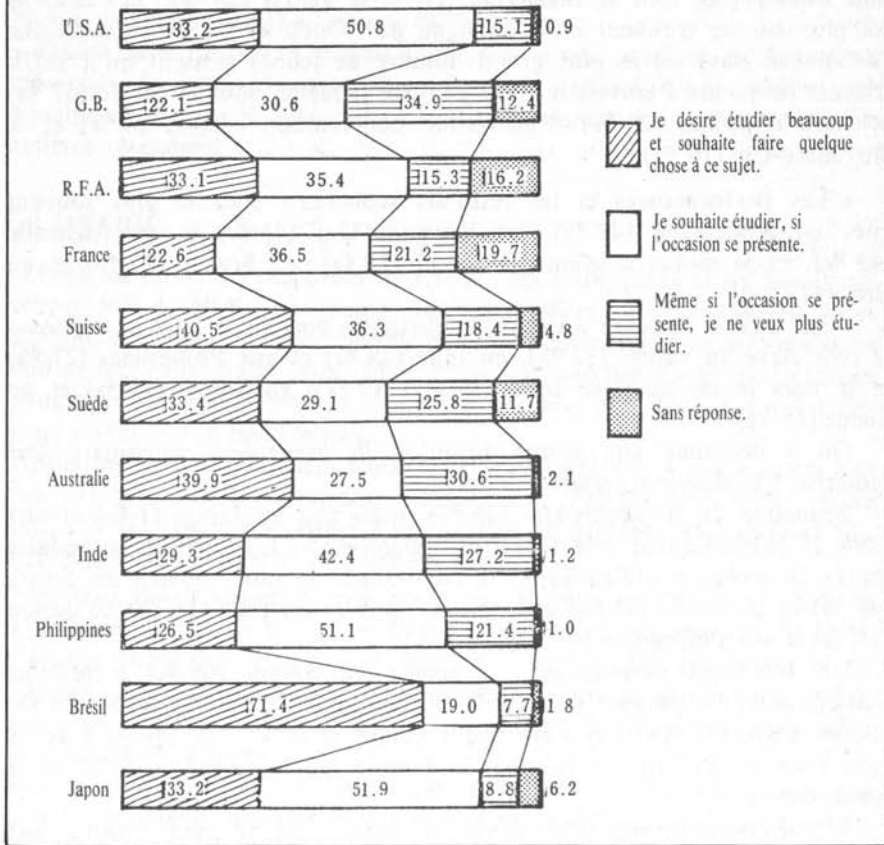 U.S.A. 33.2 50.8 15.1 0.9
G.B. 22.1 30.6 34.9 12.4
R.F.A. 33.1 35.4 15.3 16.2
France 22.6 36.5 21.2 19.7
Suisse 40.5 36.3 18.4 4.8
Suède 33.4 29.1 25.8 11.7
Australie 39.9 27.5 30.6 2.1
Inde 29.3 42.4 27.2 1.2
Philippines 26.5 51.1 21.4 1.0
Brésil 71.4 19.0 7.7 1.8
Japon 33.2 51.9 8.8 6.2
Je désire étudier beaucoup
et souhaite faire quelque
chose à ce sujet.
Je souhaite étudier, si
l'occasion se présente.
Même si l'occasion se pré-
sente, je ne veux plus étu-
dier.
Sans réponse.